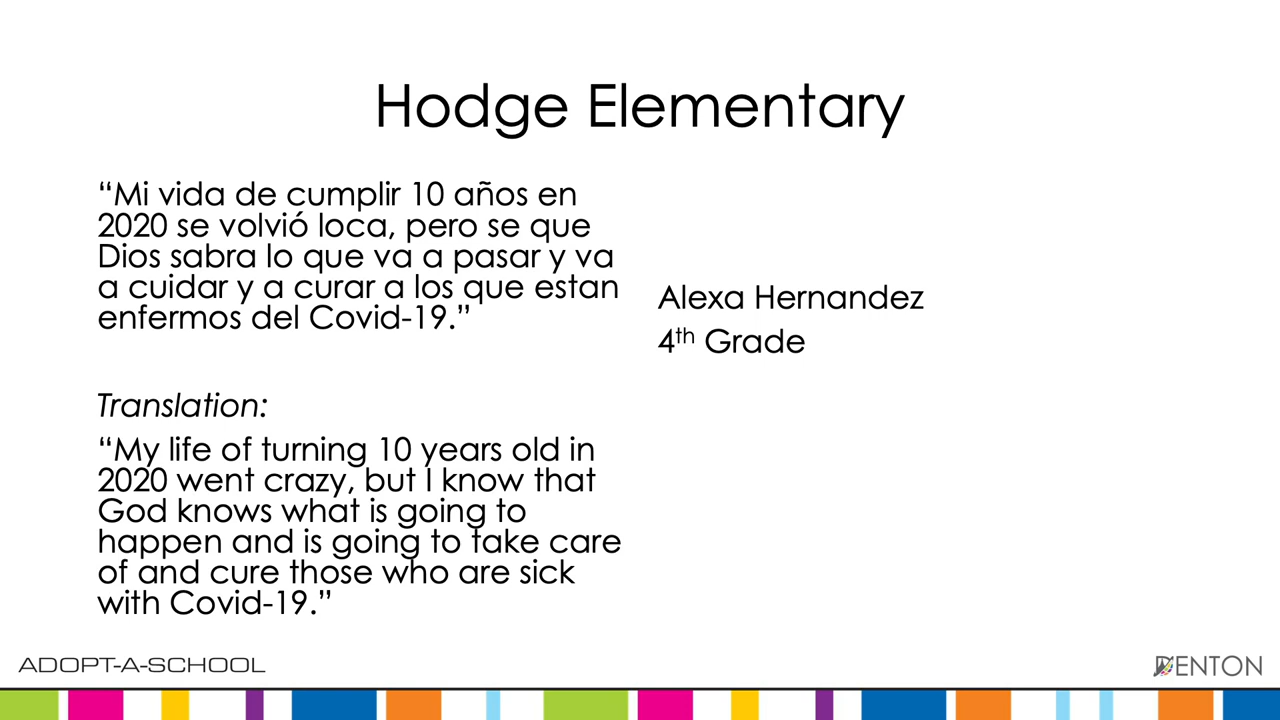 Hodge Elementary
“Mi vida de cumplir 10 años en
2020 se volvió loca, pero se que
Dios sabra lo que va a pasar y va
a cuidar y a curar a los que estan
enfermos del Covid-19.”
Translation:
“My life of turning 10 years old in
2020 went crazy, but I know that
God knows what is going to
happen and is going to take care
of and cure those who are sick
with Covid-19.”
Alexa Hernandez
4th Grade
ADOPT-A-SCHOOL
DENTON